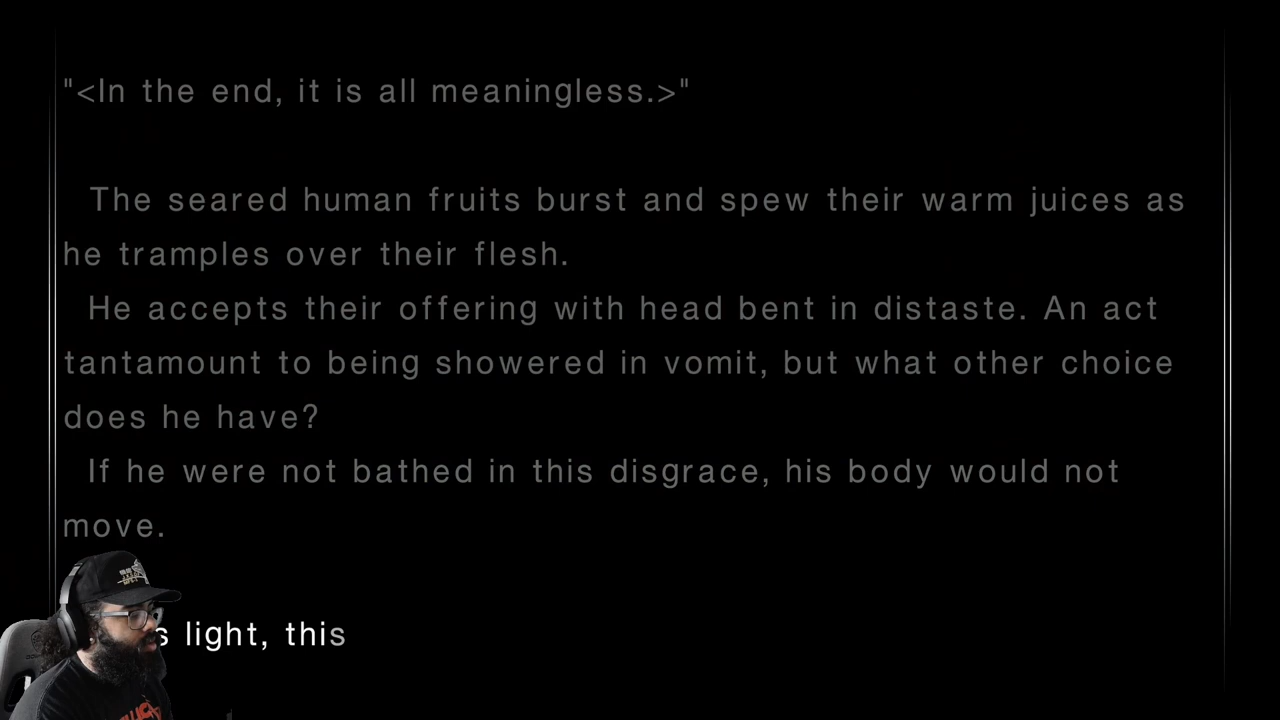 "<In the end, it is all meaningless.>"
The seared human fruits burst and spew their warm juices as
he tramples over their flesh.
He accepts their offering with head bent in distaste. An act
tantamount to being showered in vomit, but what other choice
does he have?
If he were not bathed in this disgrace, his body would not
move.
light, this